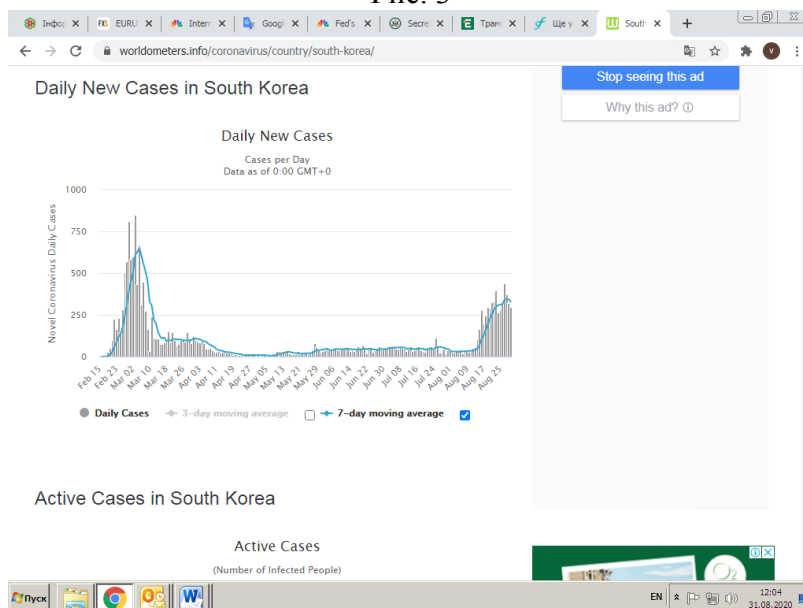 Інфор FIS EURU Intern Googl Fed's Secre Транс Ще у South
worldometers.info/coronavirus/country/south-korea/ V
Stop seeing this ad
Why this ad?
Daily New Cases in South Korea
Daily New Cases
Cases per Day
Data as of 0:00 GMT+0
Novel Coronavirus Daily Cases
1000
750
500
250
0
Feb 15 Feb 23 Mar 02 Mar 10 Mar 18 Mar 26 Apr 03 Apr 11 Apr 19 Apr 27 May 05 May 13 May 21 May 29 Jun 06 Jun 14 Jun 22 Jun 30 Jul 08 Jul 16 Jul 24 Aug 01 Aug 09 Aug 17 Aug 25
Daily Cases 3-day moving average 7-day moving average
Active Cases in South Korea
Active Cases
(Number of Infected People)
O2
Пуск EN 12:04
31.08.2020